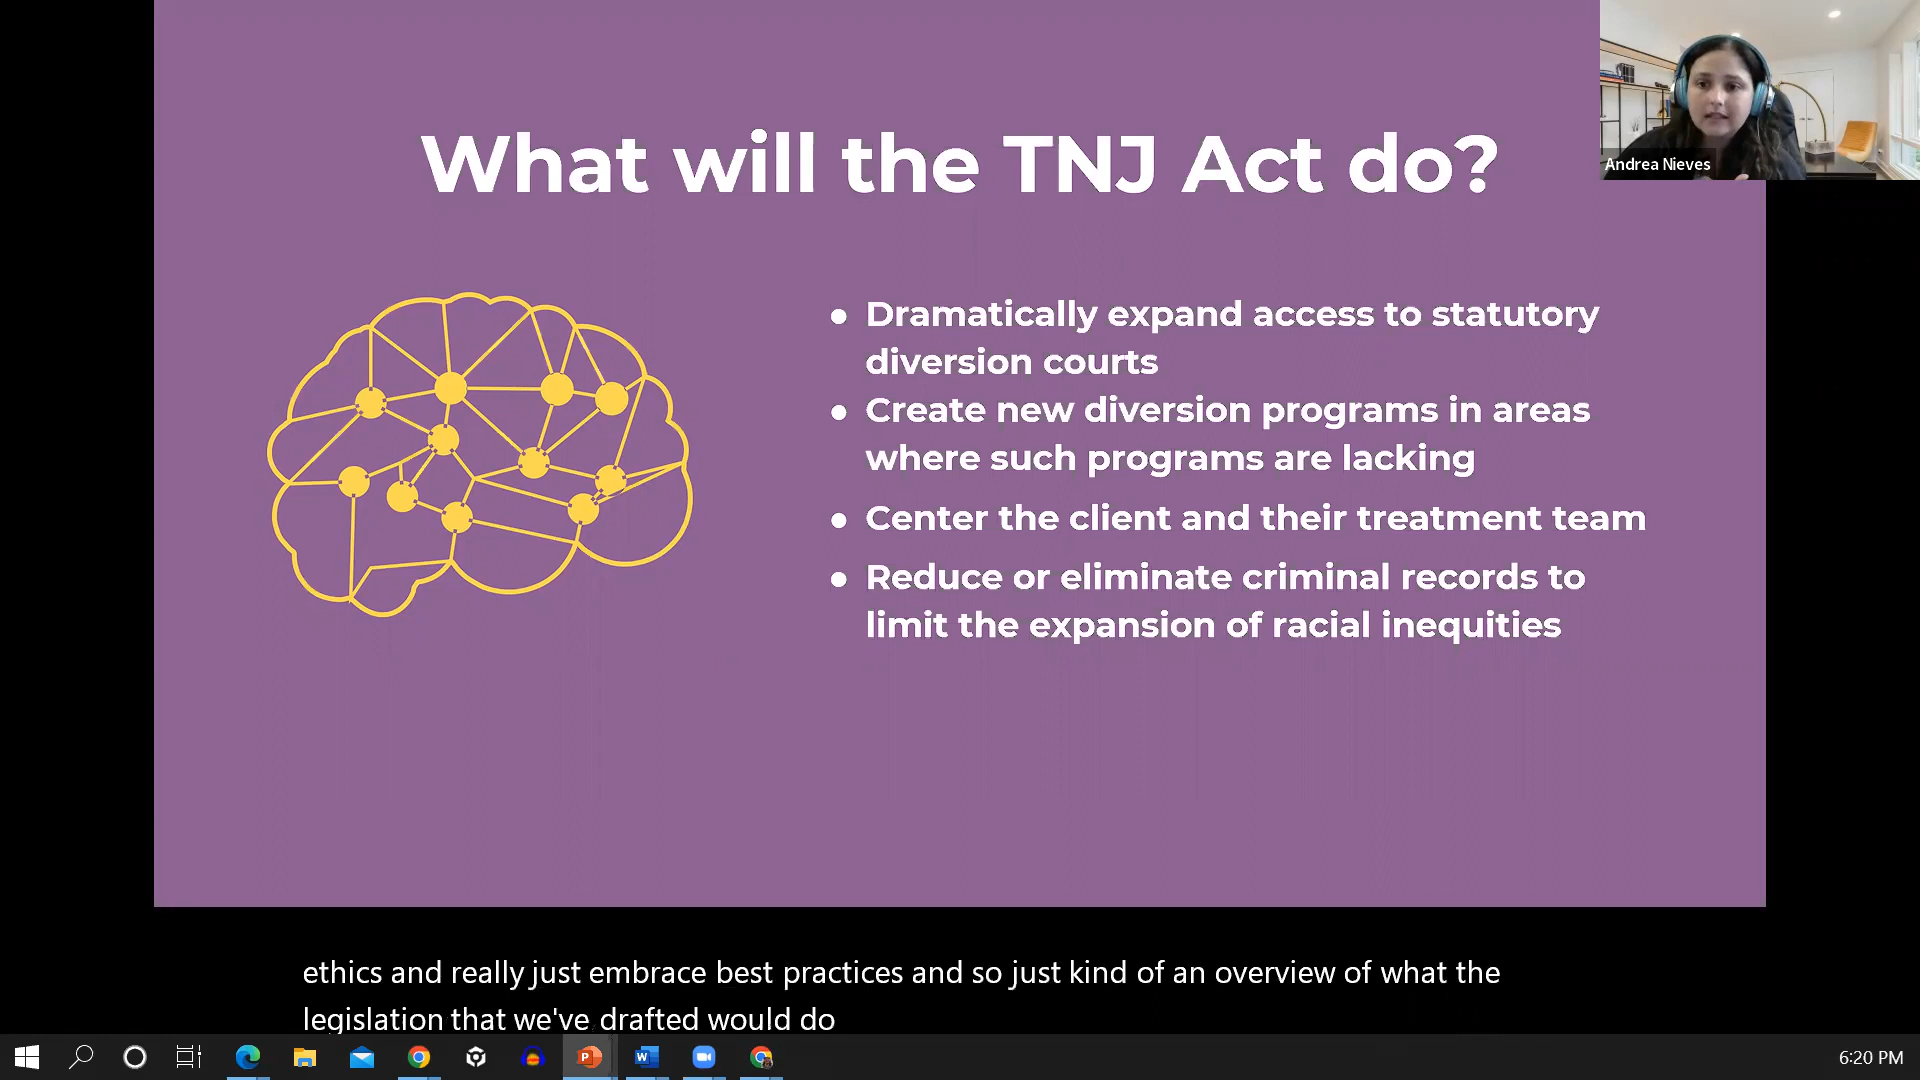 What will the TNJ Act do?
Andrea Nieves
● Dramatically expand access to statutory
diversion courts
● Create new diversion programs in areas
where such programs are lacking
● Center the client and their treatment team
● Reduce or eliminate criminal records to
limit the expansion of racial inequities
ethics and really just embrace best practices and so just kind of an overview of what the
legislation that we've drafted would do
6:20 PM